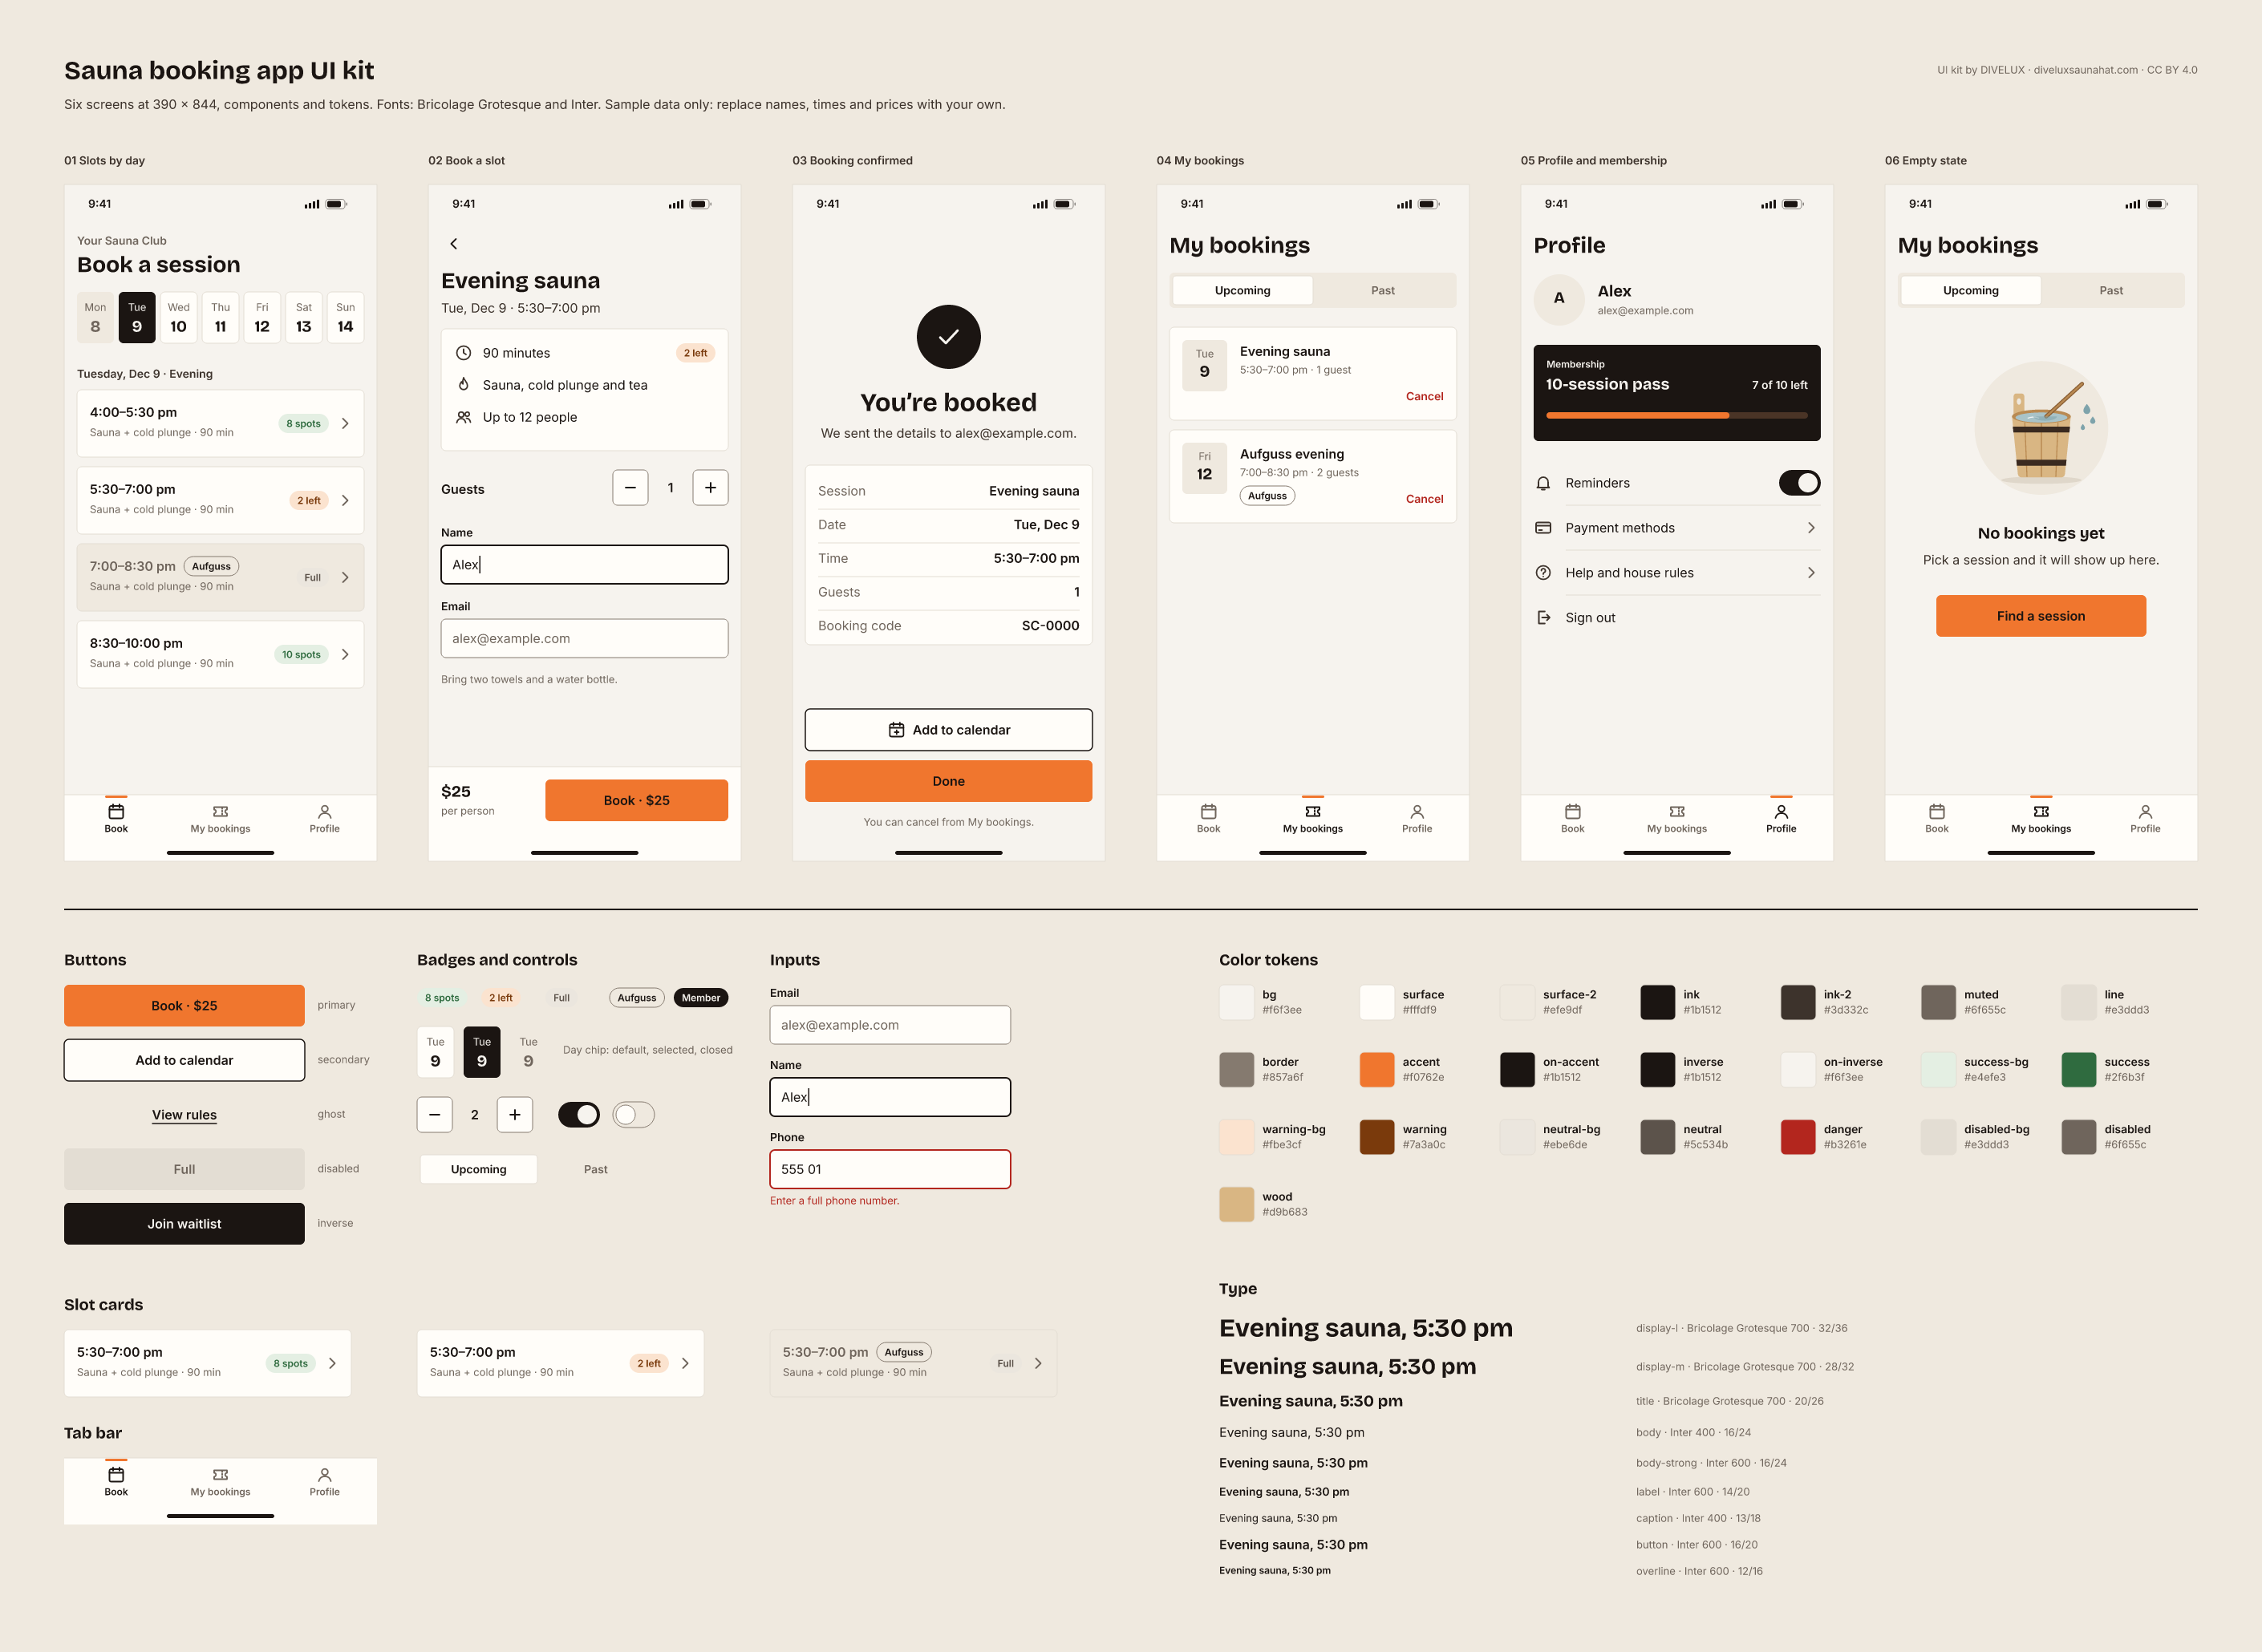 Sauna booking app UI kit
UI kit by DIVELUX · diveluxsaunahat.com · CC BY 4.0
Six screens at 390 × 844, components and tokens. Fonts: Bricolage Grotesque and Inter. Sample data only: replace names, times and prices with your own.
01 Slots by day
9:41
Your Sauna Club
Book a session
Mon Tue Wed Thu Fri Sat Sun
8 9 10 11 12 13 14
Tuesday, Dec 9 · Evening
4:00–5:30 pm
Sauna + cold plunge · 90 min
8 spots
5:30–7:00 pm
Sauna + cold plunge · 90 min
2 left
7:00–8:30 pm Aufguss
Sauna + cold plunge · 90 min
Full
8:30–10:00 pm
Sauna + cold plunge · 90 min
10 spots
Book My bookings Profile
02 Book a slot
9:41
Evening sauna
Tue, Dec 9 · 5:30–7:00 pm
90 minutes 2 left
Sauna, cold plunge and tea
Up to 12 people
Guests − 1 +
Name
Alex
Email
alex@example.com
Bring two towels and a water bottle.
$25
per person
Book · $25
03 Booking confirmed
9:41
You’re booked
We sent the details to alex@example.com.
Session Evening sauna
Date Tue, Dec 9
Time 5:30–7:00 pm
Guests 1
Booking code SC-0000
Add to calendar
Done
You can cancel from My bookings.
04 My bookings
9:41
My bookings
Upcoming Past
Tue
9
Evening sauna
5:30–7:00 pm · 1 guest
Cancel
Fri
12
Aufguss evening
7:00–8:30 pm · 2 guests
Aufguss
Cancel
Book My bookings Profile
05 Profile and membership
9:41
Profile
A
Alex
alex@example.com
Membership
10-session pass 7 of 10 left
Reminders
Payment methods
Help and house rules
Sign out
Book My bookings Profile
06 Empty state
9:41
My bookings
Upcoming Past
No bookings yet
Pick a session and it will show up here.
Find a session
Book My bookings Profile
Buttons
Book · $25 primary
Add to calendar secondary
View rules ghost
Full disabled
Join waitlist inverse
Badges and controls
8 spots 2 left Full Aufguss Member
Tue Tue Tue
9 9 9
Day chip: default, selected, closed
− 2 +
Upcoming Past
Inputs
Email
alex@example.com
Name
Alex
Phone
555 01
Enter a full phone number.
Slot cards
5:30–7:00 pm
Sauna + cold plunge · 90 min
8 spots
5:30–7:00 pm
Sauna + cold plunge · 90 min
2 left
5:30–7:00 pm Aufguss
Sauna + cold plunge · 90 min
Full
Tab bar
Book My bookings Profile
Color tokens
bg
#f6f3ee
surface
#fffdf9
surface-2
#efe9df
ink
#1b1512
ink-2
#3d332c
muted
#6f655c
line
#e3ddd3
border
#857a6f
accent
#f0762e
on-accent
#1b1512
inverse
#1b1512
on-inverse
#f6f3ee
success-bg
#e4efe3
success
#2f6b3f
warning-bg
#fbe3cf
warning
#7a3a0c
neutral-bg
#ebe6de
neutral
#5c534b
danger
#b3261e
disabled-bg
#e3ddd3
disabled
#6f655c
wood
#d9b683
Type
Evening sauna, 5:30 pm display-l · Bricolage Grotesque 700 · 32/36
Evening sauna, 5:30 pm display-m · Bricolage Grotesque 700 · 28/32
Evening sauna, 5:30 pm title · Bricolage Grotesque 700 · 20/26
Evening sauna, 5:30 pm body · Inter 400 · 16/24
Evening sauna, 5:30 pm body-strong · Inter 600 · 16/24
Evening sauna, 5:30 pm label · Inter 600 · 14/20
Evening sauna, 5:30 pm caption · Inter 400 · 13/18
Evening sauna, 5:30 pm button · Inter 600 · 16/20
Evening sauna, 5:30 pm overline · Inter 600 · 12/16